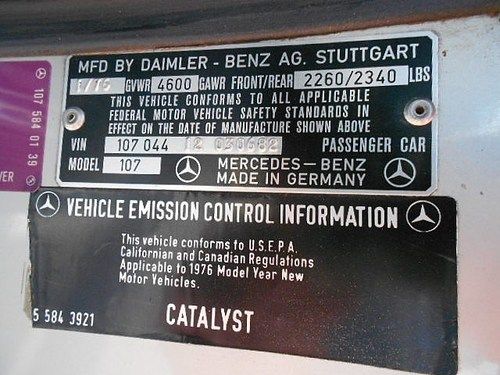 MFD BY DAIMLER - BENZ AG. STUTTGART
GVWR 4600 GAWR FRONT/REAR 2260/2340 LBS
THIS VEHICLE CONFORMS TO ALL APPLICABLE
FEDERAL MOTOR VEHICLE SAFETY STANDARDS IN
EFFECT ON THE DATE OF MANUFACTURE SHOWN ABOVE
VIN 107 044 12 030682 PASSENGER CAR
MODEL 107 MERCEDES-BENZ
MADE IN GERMANY
107 584 01 39
VEHICLE EMISSION CONTROL INFORMATION
This vehicle conforms to U.S.E.P.A.
Californian and Canadian Regulations
Applicable to 1976 Model Year New
Motor Vehicles.
5 584 3921
CATALYST